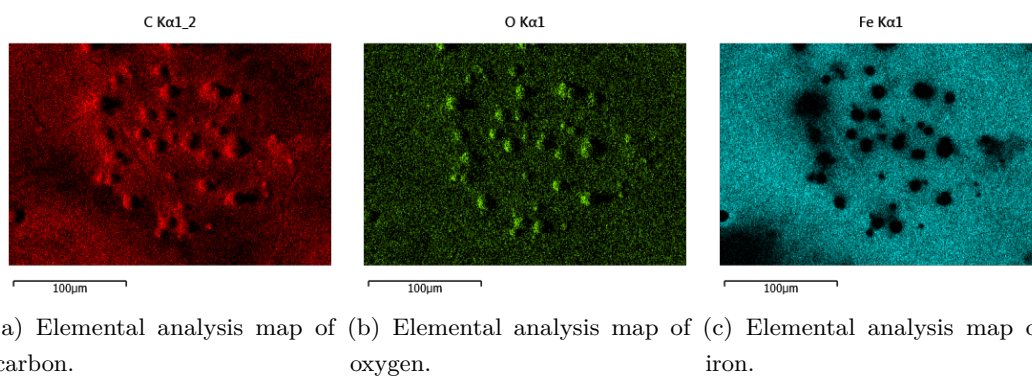 C Kα1_2
O Kα1
Fe Kα1
100μm
100μm
100μm
a) Elemental analysis map of
carbon.
(b) Elemental analysis map of
oxygen.
(c) Elemental analysis map o
iron.